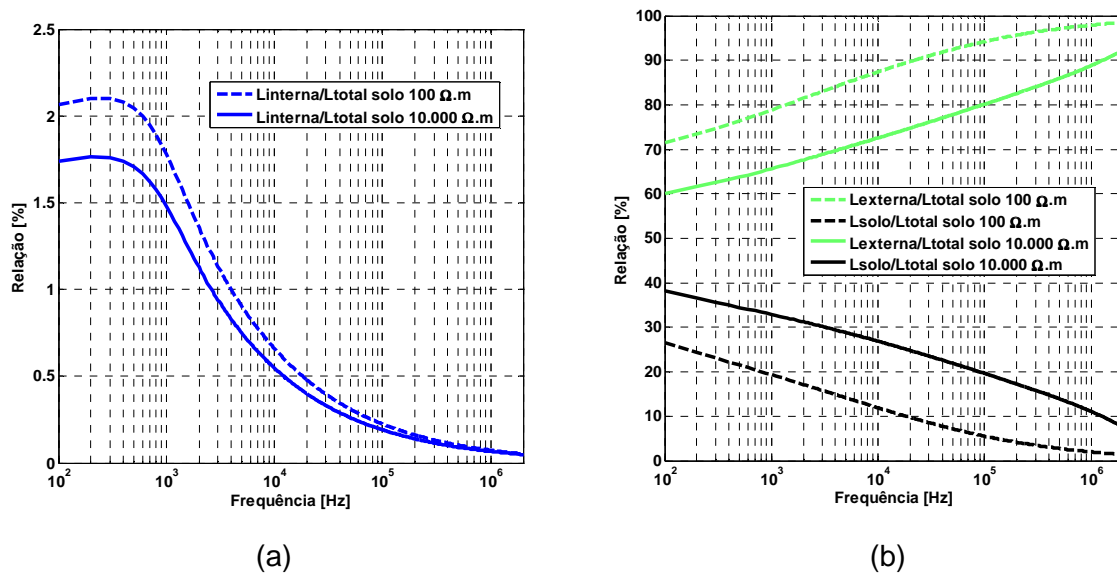 2.5
2
1.5
1
0.5
0
Relação [%]
Linterna/Ltotal solo 100 Ω.m
Linterna/Ltotal solo 10.000 Ω.m
10² 10³ 10⁴ 10⁵ 10⁶
Frequência [Hz]
(a)
100
90
80
70
60
50
40
30
20
10
0
Relação [%]
Lexterna/Ltotal solo 100 Ω.m
Lsolo/Ltotal solo 100 Ω.m
Lexterna/Ltotal solo 10.000 Ω.m
Lsolo/Ltotal solo 10.000 Ω.m
10² 10³ 10⁴ 10⁵ 10⁶
Frequência [Hz]
(b)